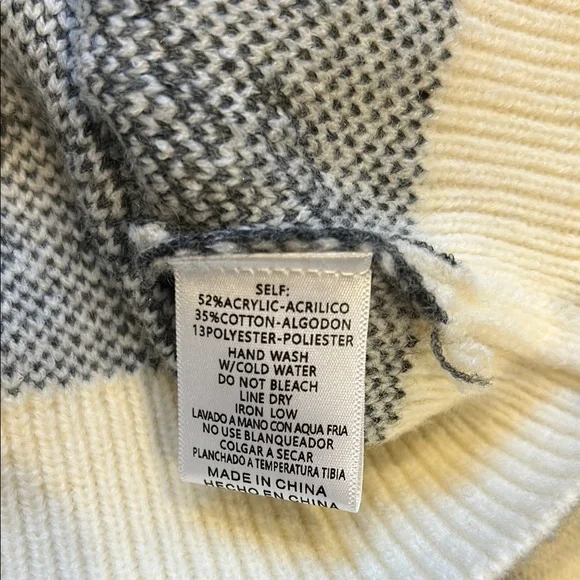 SELF:
52%ACRYLIC-ACRILICO
35%COTTON-ALGODON
13POLYESTER-POLIESTER
HAND WASH
W/COLD WATER
DO NOT BLEACH
LINE DRY
IRON LOW
LAVADO A MANO CON AQUA FRIA
NO USE BLANQUEADOR
COLGAR A SECAR
PLANCHADO A TEMPERATURA TIBIA
MADE IN CHINA
HECHO EN CHINA